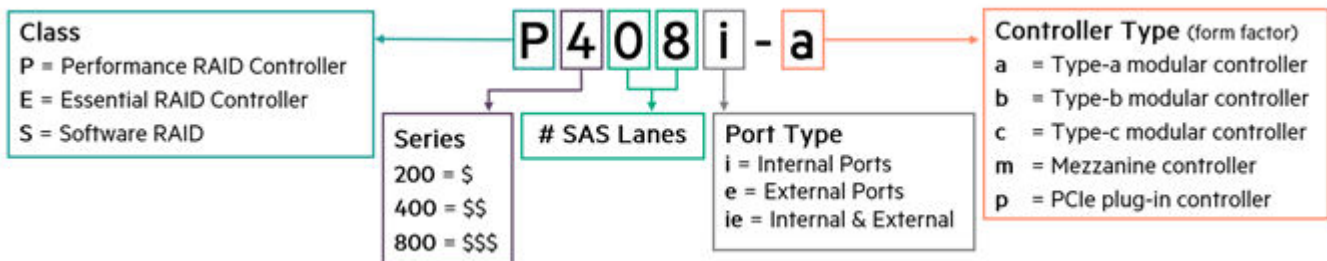 P408i-a
Class
P = Performance RAID Controller
E = Essential RAID Controller
S = Software RAID
Series
200 = $
400 = $$
800 = $$$
# SAS Lanes
Port Type
i = Internal Ports
e = External Ports
ie = Internal & External
Controller Type (form factor)
a = Type-a modular controller
b = Type-b modular controller
c = Type-c modular controller
m = Mezzanine controller
p = PCIe plug-in controller